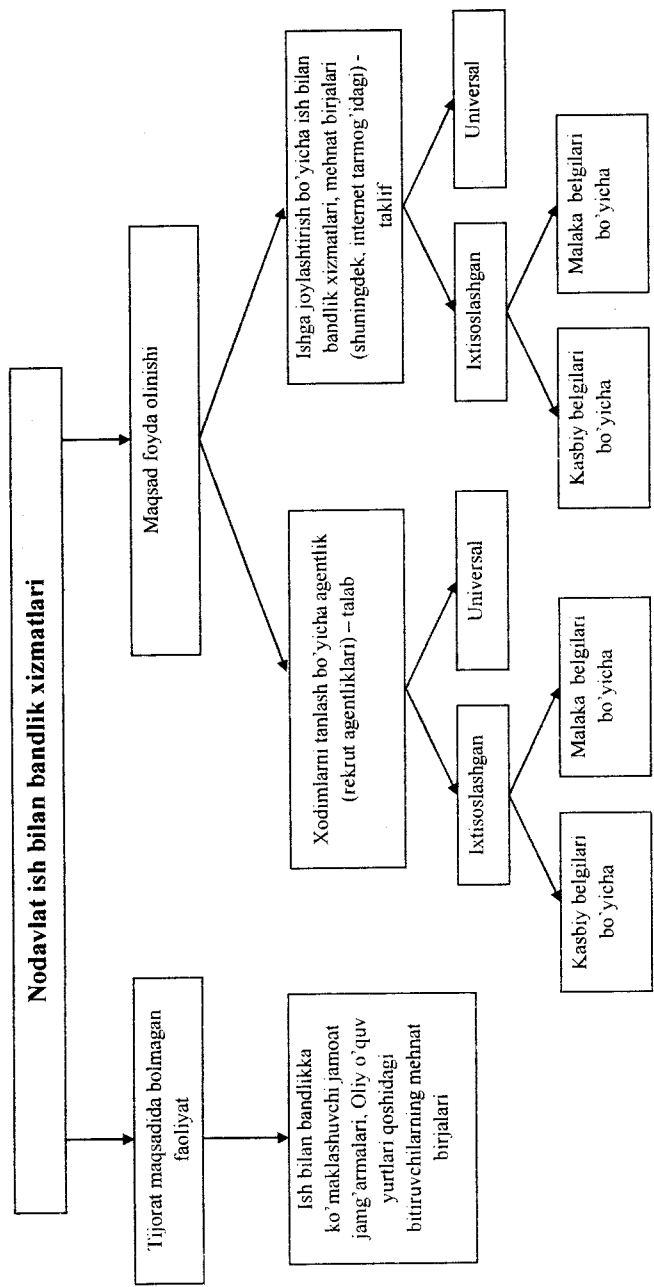 Nodavlat ish bilan bandlik xizmatlari
Tijorat maqsadida bolmagan
faoliyat
Maqsad foyda olinishi
Ish bilan bandlikka
ko’maklashuvchi jamoat
jamg’armalari, Oliy o’quv
yurtlari qoshidagi
bitiruvchilarning mehnat
birjalari
Xodimlarni tanlash bo’yicha agentlik
(rekrut agentliklari) – talab
Ishga joylashtirish bo’yicha ish bilan
bandlik xizmatlari, mehnat birjalari
(shuningdek, internet tarmog’idagi) -
taklif
Ixtisoslashgan
Universal
Ixtisoslashgan
Universal
Kasbiy belgilari
bo’yicha
Malaka belgilari
bo’yicha
Kasbiy belgilari
bo’yicha
Malaka belgilari
bo’yicha